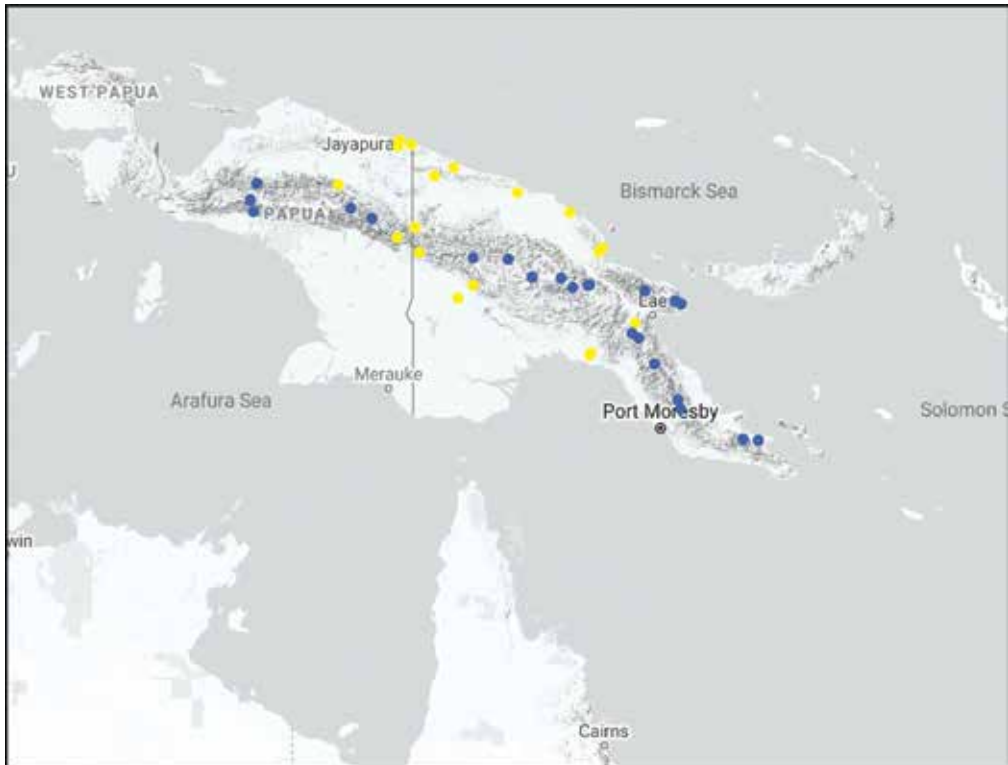 WEST PAPUA
Jayapura
U
Bismarck Sea
PAPUA
Lae
Merauke
Arafura Sea
Port Moresby
Solomon S
win
Cairns